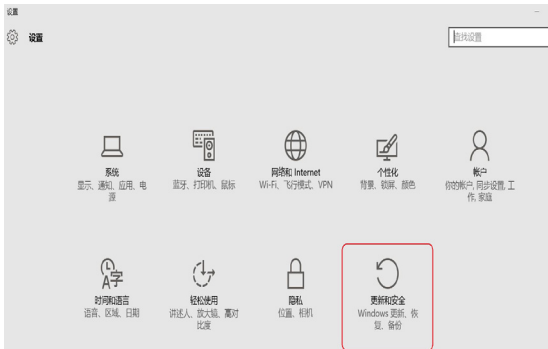 设置
设置
查找设置
系统
显示、通知、应用、电
源
设备
蓝牙、打印机、鼠标
网络和 Internet
Wi-Fi、飞行模式、VPN
个性化
背景、锁屏、颜色
帐户
你的帐户, 同步设置, 工
作, 家庭
时间和语言
语音、区域、日期
轻松使用
讲述人、放大镜、高对
比度
隐私
位置、相机
更新和安全
Windows 更新、恢
复、备份